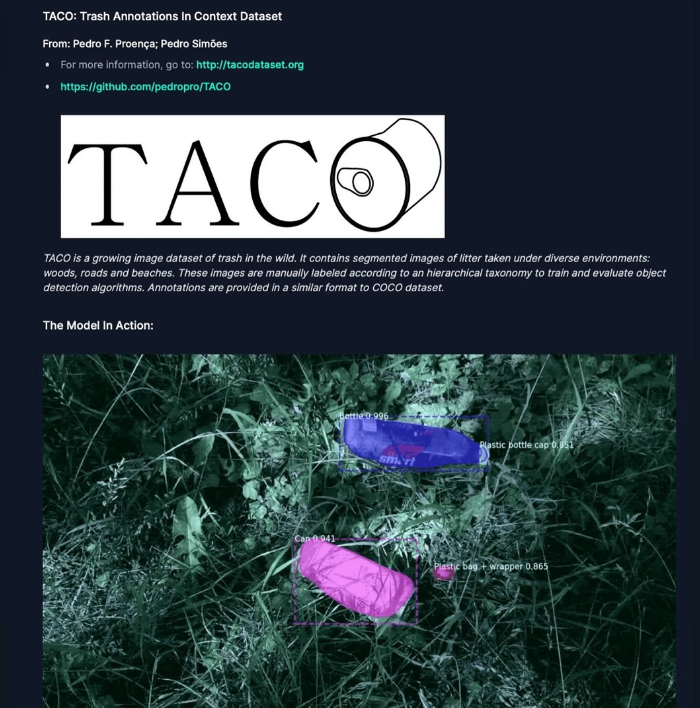 TACO: Trash Annotations In Context Dataset
From: Pedro F. Proença; Pedro Simões
For more information, go to: http://tacodataset.org
https://github.com/pedropro/TACO
TACO
TACO is a growing image dataset of trash in the wild. It contains segmented images of litter taken under diverse environments:
woods, roads and beaches. These images are manually labeled according to an hierarchical taxonomy to train and evaluate object
detection algorithms. Annotations are provided in a similar format to COCO dataset.
The Model In Action:
Bottle 0.996
Plastic bottle cap 0.851
smart
Can 0.941
Plastic bag + wrapper 0.865